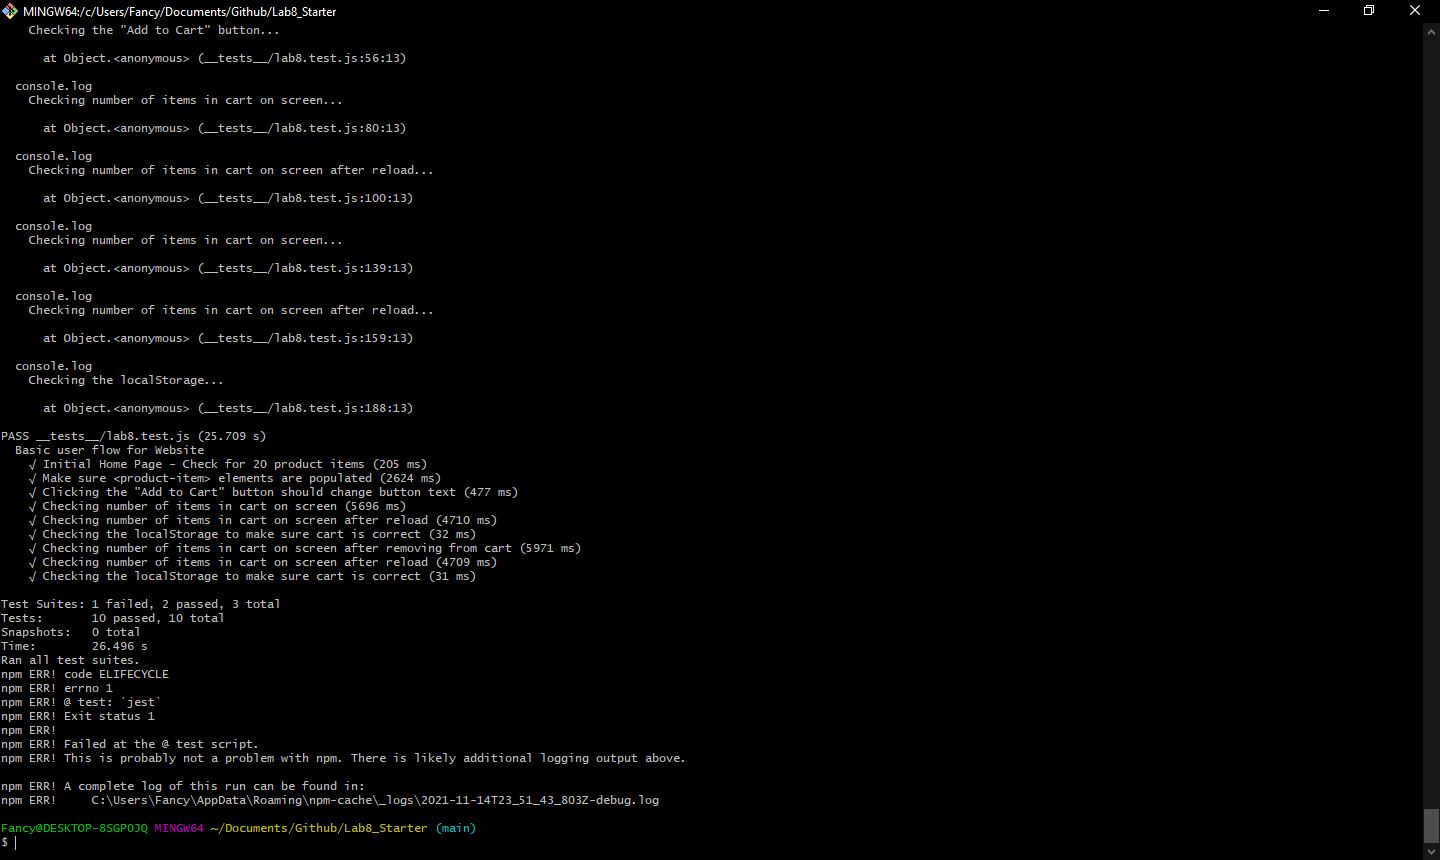 MINGW64:/c/Users/Fancy/Documents/Github/Lab8_Starter
Checking the "Add to Cart" button...
at Object.<anonymous> (__tests__/lab8.test.js:56:13)
console.log
Checking number of items in cart on screen...
at Object.<anonymous> (__tests__/lab8.test.js:80:13)
console.log
Checking number of items in cart on screen after reload...
at Object.<anonymous> (__tests__/lab8.test.js:100:13)
console.log
Checking number of items in cart on screen...
at Object.<anonymous> (__tests__/lab8.test.js:139:13)
console.log
Checking number of items in cart on screen after reload...
at Object.<anonymous> (__tests__/lab8.test.js:159:13)
console.log
Checking the localStorage...
at Object.<anonymous> (__tests__/lab8.test.js:188:13)
PASS __tests__/lab8.test.js (25.709 s)
Basic user flow for Website
√ Initial Home Page - Check for 20 product items (205 ms)
√ Make sure <product-item> elements are populated (2624 ms)
√ Clicking the "Add to Cart" button should change button text (477 ms)
√ Checking number of items in cart on screen (5696 ms)
√ Checking number of items in cart on screen after reload (4710 ms)
√ Checking the localStorage to make sure cart is correct (32 ms)
√ Checking number of items in cart on screen after removing from cart (5971 ms)
√ Checking number of items in cart on screen after reload (4709 ms)
√ Checking the localStorage to make sure cart is correct (31 ms)
Test Suites: 1 failed, 2 passed, 3 total
Tests:       10 passed, 10 total
Snapshots:   0 total
Time:        26.496 s
Ran all test suites.
npm ERR! code ELIFECYCLE
npm ERR! errno 1
npm ERR! @ test: `jest`
npm ERR! Exit status 1
npm ERR!
npm ERR! Failed at the @ test script.
npm ERR! This is probably not a problem with npm. There is likely additional logging output above.
npm ERR! A complete log of this run can be found in:
npm ERR!     C:\Users\Fancy\AppData\Roaming\npm-cache\_logs\2021-11-14T23_51_43_803Z-debug.log
Fancy@DESKTOP-8SGPOJQ MINGW64 ~/Documents/Github/Lab8_Starter (main)
$